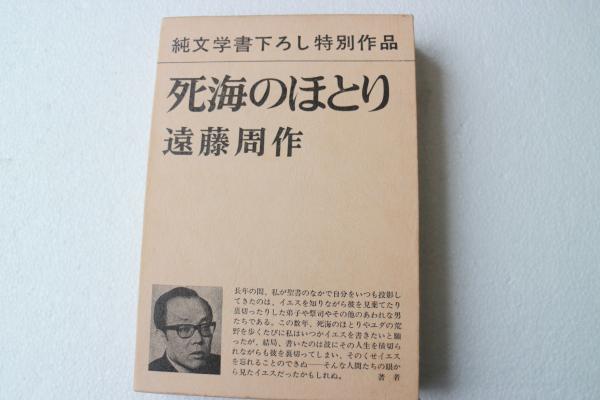 純文学書下ろし特別作品
死海のほとり
遠藤周作
長年の間、私が聖書のなかで自分をいつも投影し
てきたのは、イエスを知りながら彼を見棄てたり
裏切ったりした弟子や祭司やその他のあわれな男
たちである。この数年、死海のほとりやユダの荒
野を歩くたびに私はいつかイエスを書きたいと願
ったが、結局、書いたのは彼にその人生を横切ら
れながらも彼を裏切ってしまい、そのくせイエス
を忘れることのできぬ――そんな人間たちの眼か
ら見たイエスだったかもしれぬ。
著者